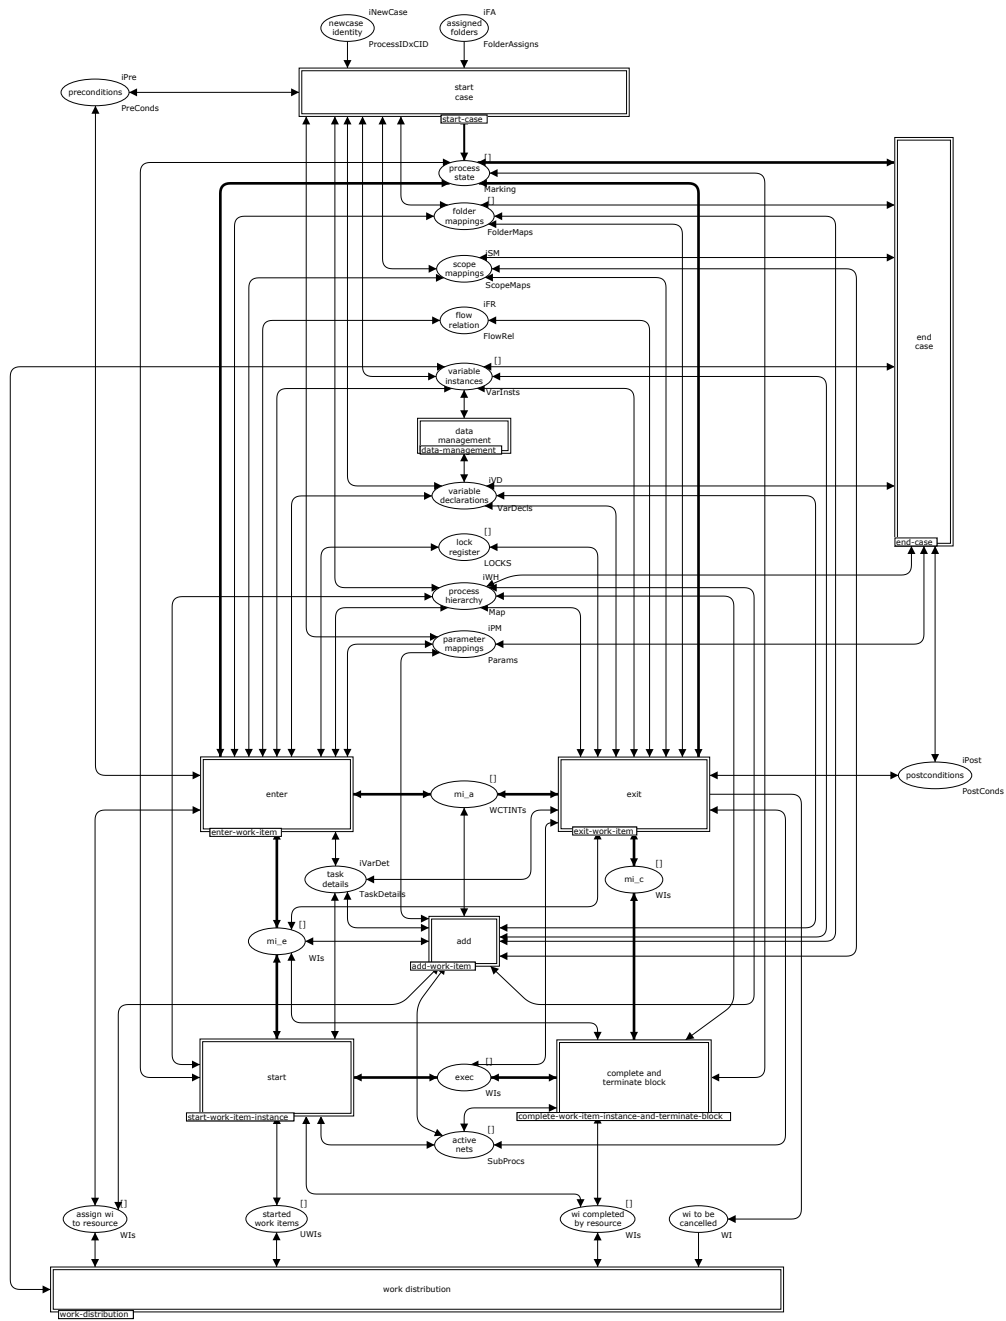 iNewCase
iFA
newcase
identity
assigned
folders
ProcessIDxCID
FolderAssigns
iPre
preconditions
PreConds
start
case
start-case
[]
process
state
Marking
[]
folder
mappings
FolderMaps
iSM
scope
mappings
ScopeMaps
iFR
flow
relation
FlowRel
end
case
[]
variable
instances
VarInsts
data
management
data-management
iVD
variable
declarations
VarDecls
[]
lock
register
LOCKS
end-case
iWH
process
hierarchy
Map
iPM
parameter
mappings
Params
iPost
postconditions
PostConds
enter
enter-work-item
[]
mi_a
WCTINTs
exit
exit-work-item
iVarDet
task
details
TaskDetails
[]
mi_c
WIs
[]
mi_e
WIs
add
add-work-item
start
start-work-item-instance
[]
exec
WIs
complete and
terminate block
complete-work-item-instance-and-terminate-block
[]
active
nets
SubProcs
[]
assign wi
to resource
WIs
[]
started
work items
UWIs
[]
wi completed
by resource
WIs
wi to be
cancelled
WI
work distribution
work-distribution